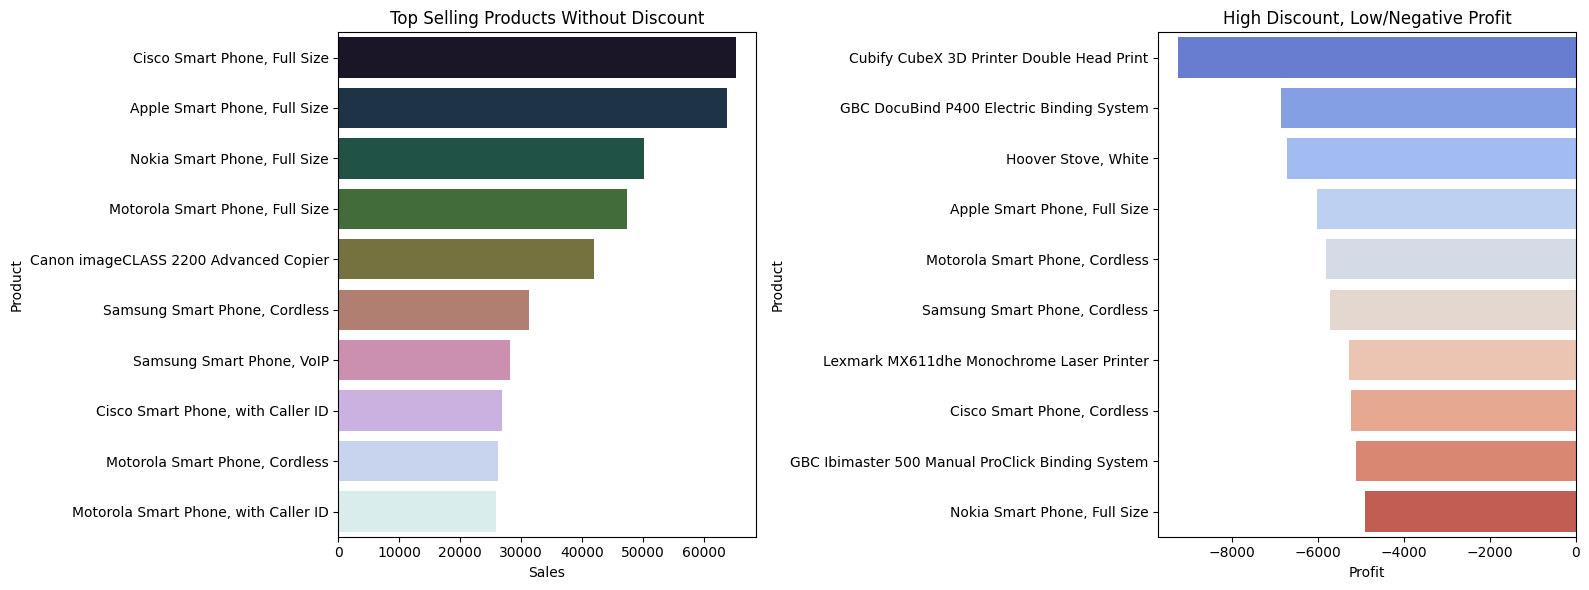 Top Selling Products Without Discount
Cisco Smart Phone, Full Size
Apple Smart Phone, Full Size
Nokia Smart Phone, Full Size
Motorola Smart Phone, Full Size
Canon imageCLASS 2200 Advanced Copier
Samsung Smart Phone, Cordless
Samsung Smart Phone, VoIP
Cisco Smart Phone, with Caller ID
Motorola Smart Phone, Cordless
Motorola Smart Phone, with Caller ID
Product
0 10000 20000 30000 40000 50000 60000
Sales
High Discount, Low/Negative Profit
Cubify CubeX 3D Printer Double Head Print
GBC DocuBind P400 Electric Binding System
Hoover Stove, White
Apple Smart Phone, Full Size
Motorola Smart Phone, Cordless
Samsung Smart Phone, Cordless
Lexmark MX611dhe Monochrome Laser Printer
Cisco Smart Phone, Cordless
GBC Ibimaster 500 Manual ProClick Binding System
Nokia Smart Phone, Full Size
Product
−8000 −6000 −4000 −2000 0
Profit